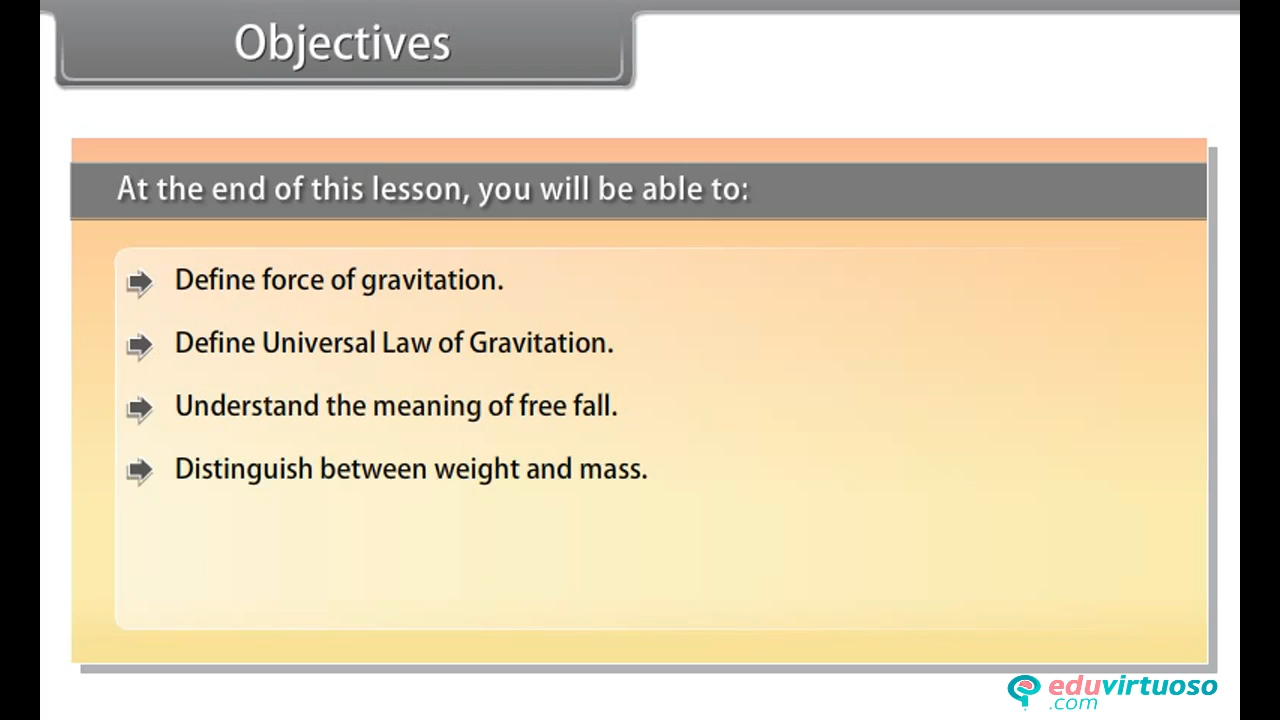 Objectives
At the end of this lesson, you will be able to:
Define force of gravitation.
Define Universal Law of Gravitation.
Understand the meaning of free fall.
Distinguish between weight and mass.
eduvirtuoso
.com